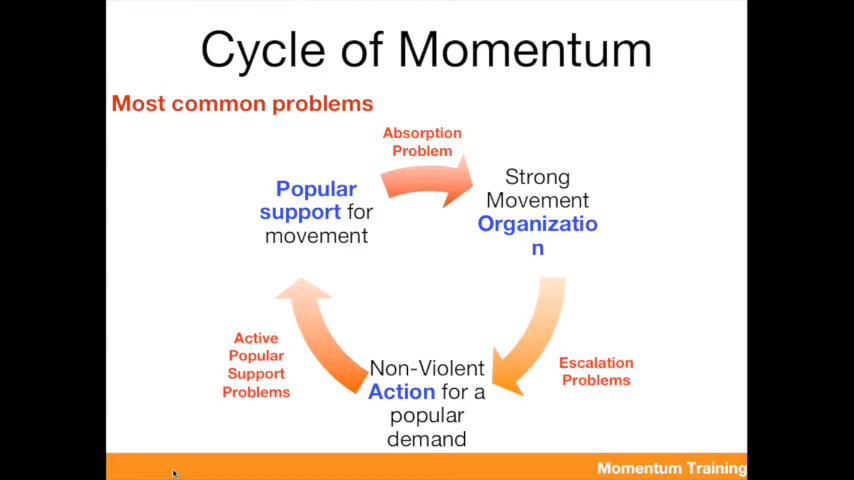 Cycle of Momentum
Most common problems
Absorption
Problem
Popular
support for
movement
Strong
Movement
Organizatio
n
Active
Popular
Support
Problems
Non-Violent
Action for a
popular
demand
Escalation
Problems
Momentum Training